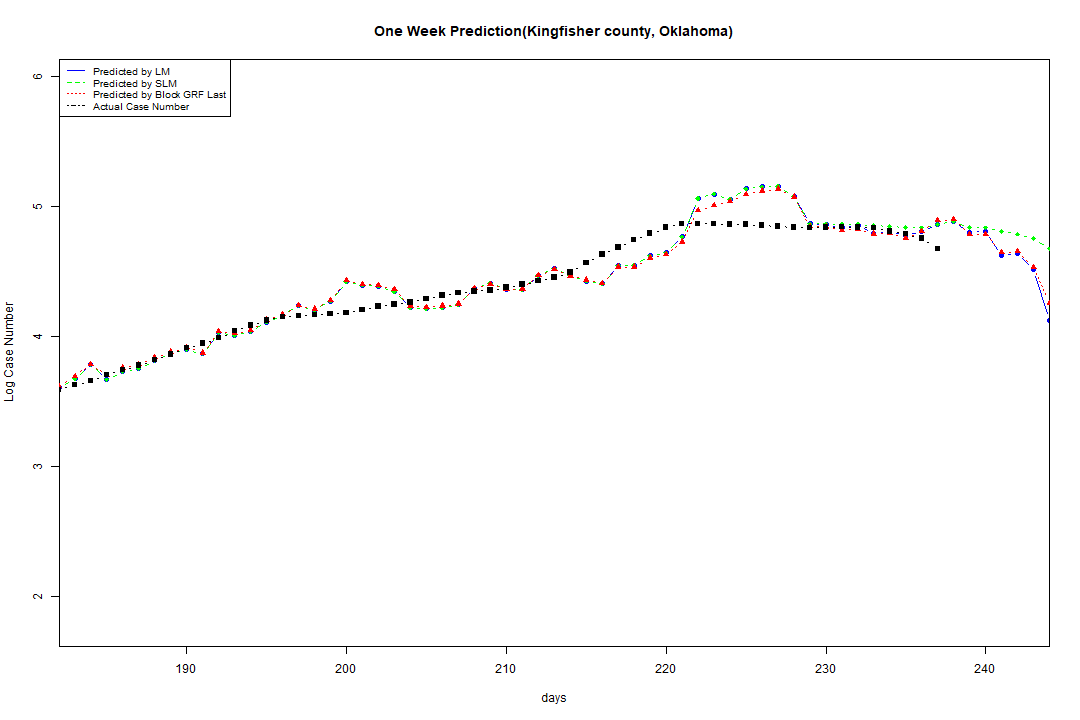 One Week Prediction(Kingfisher county, Oklahoma)
Predicted by LM
Predicted by SLM
Predicted by Block GRF Last
Actual Case Number
6
5
4
3
2
Log Case Number
190 200 210 220 230 240
days